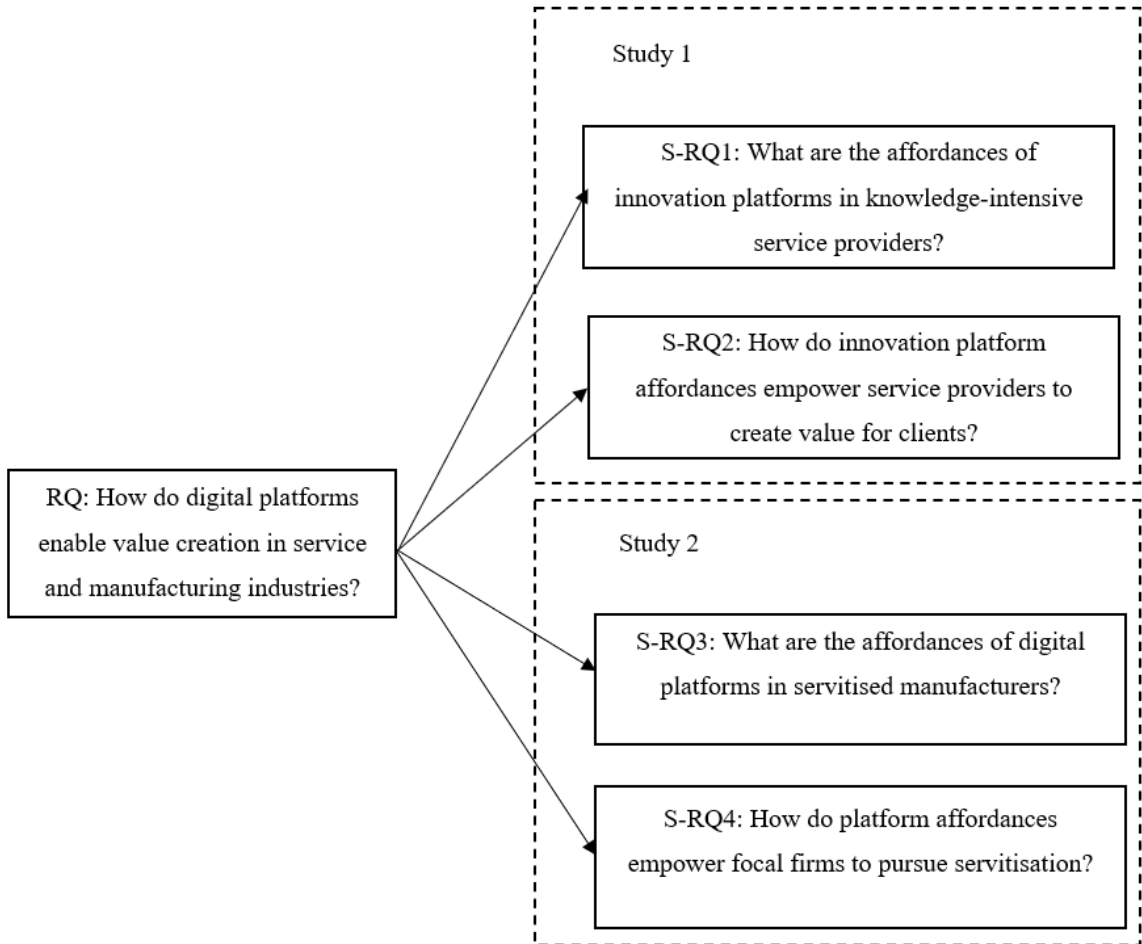 Study 1
S-RQ1: What are the affordances of
innovation platforms in knowledge-intensive
service providers?
S-RQ2: How do innovation platform
affordances empower service providers to
create value for clients?
RQ: How do digital platforms
enable value creation in service
and manufacturing industries?
Study 2
S-RQ3: What are the affordances of digital
platforms in servitised manufacturers?
S-RQ4: How do platform affordances
empower focal firms to pursue servitisation?